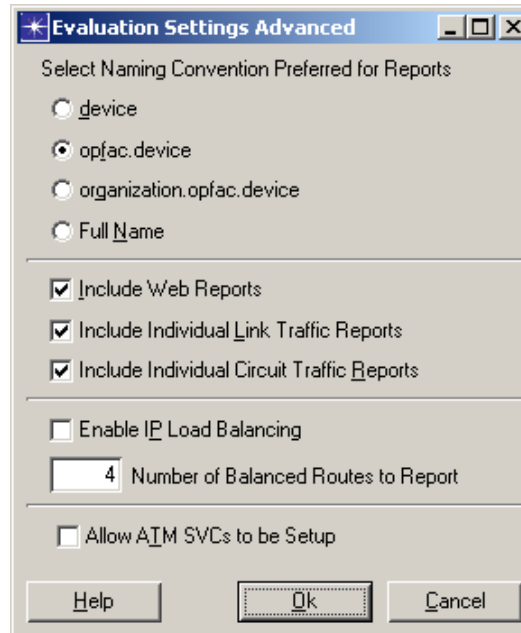 Evaluation Settings Advanced
Select Naming Convention Preferred for Reports
device
opfac.device
organization.opfac.device
Full Name
Include Web Reports
Include Individual Link Traffic Reports
Include Individual Circuit Traffic Reports
Enable IP Load Balancing
4 Number of Balanced Routes to Report
Allow ATM SVCs to be Setup
Help Ok Cancel